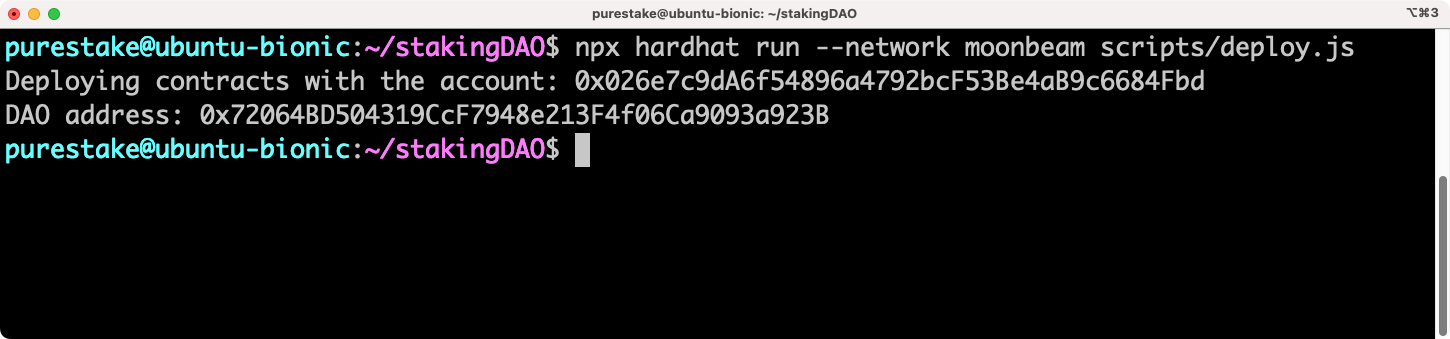 purestake@ubuntu-bionic: ~/stakingDAO
⌥⌘3
purestake@ubuntu-bionic:~/stakingDAO$ npx hardhat run --network moonbeam scripts/deploy.js
Deploying contracts with the account: 0x026e7c9dA6f54896a4792bcF53Be4aB9c6684Fbd
DAO address: 0x72064BD504319CcF7948e213F4f06Ca9093a923B
purestake@ubuntu-bionic:~/stakingDAO$